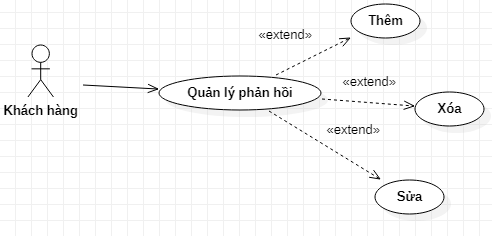 Thêm
«extend»
«extend»
Quản lý phản hồi
Khách hàng
Xóa
«extend»
Sửa